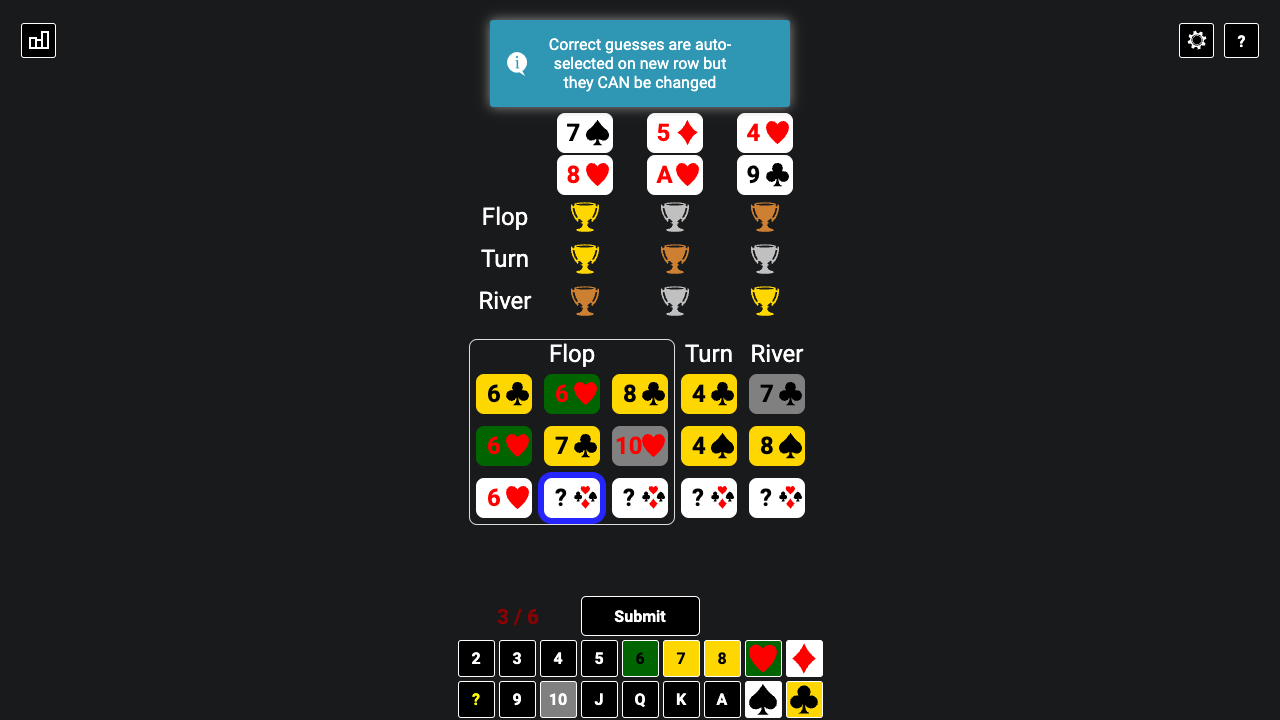 Correct guesses are auto-
selected on new row but
they CAN be changed
?
7 5 4
8 A 9
Flop
Turn
River
Flop Turn River
6 6 8 4 7
6 7 10 4 8
6 ? ? ? ?
3 / 6 Submit
2 3 4 5 6 7 8
? 9 10 J Q K A